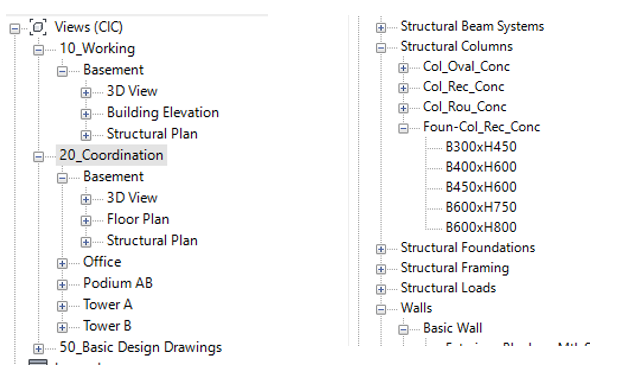 Views (CIC)
10_Working
Basement
3D View
Building Elevation
Structural Plan
20_Coordination
Basement
3D View
Floor Plan
Structural Plan
Office
Podium AB
Tower A
Tower B
50_Basic Design Drawings
Structural Beam Systems
Structural Columns
Col_Oval_Conc
Col_Rec_Conc
Col_Rou_Conc
Foun-Col_Rec_Conc
B300xH450
B400xH600
B450xH600
B600xH750
B600xH800
Structural Foundations
Structural Framing
Structural Loads
Walls
Basic Wall